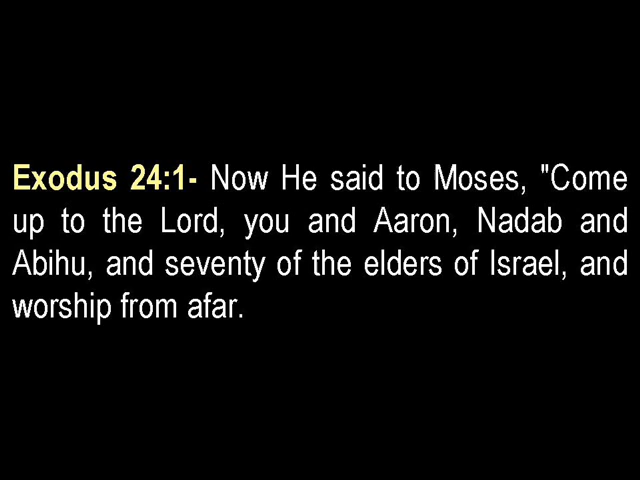 Exodus 24:1- Now He said to Moses, "Come
up to the Lord, you and Aaron, Nadab and
Abihu, and seventy of the elders of Israel, and
worship from afar.